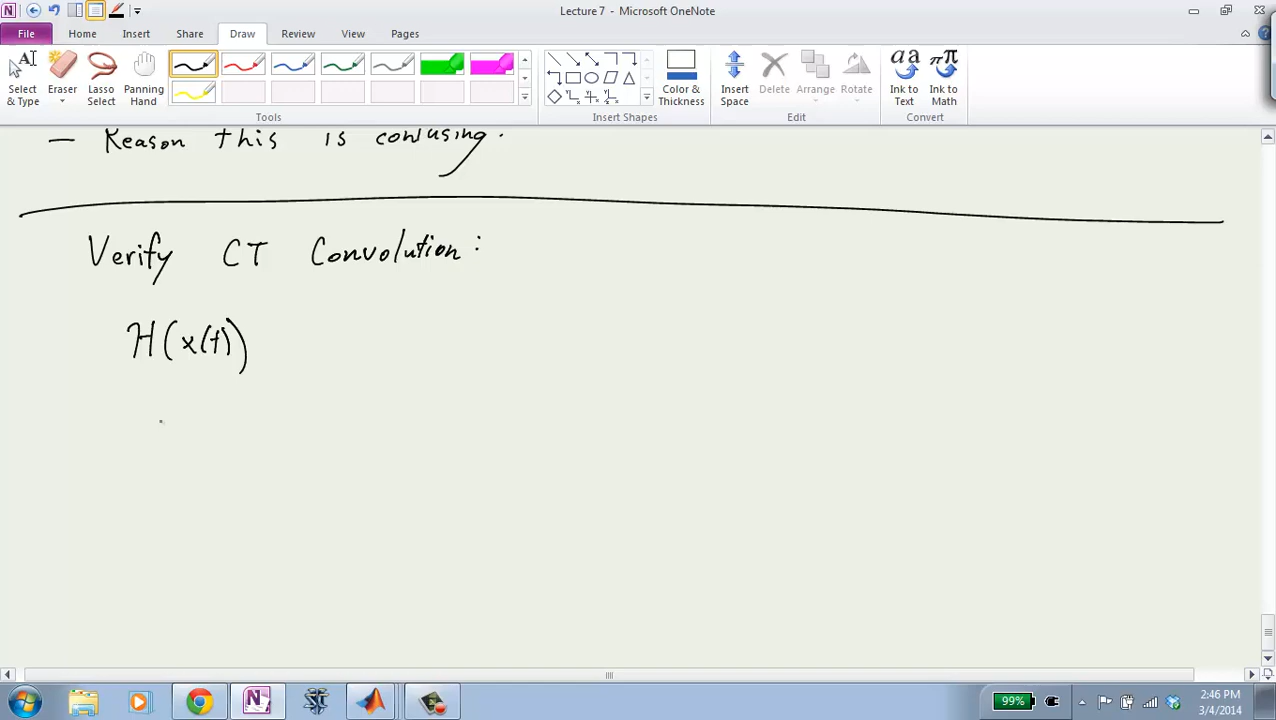 Lecture 7 - Microsoft OneNote
File Home Insert Share Draw Review View Pages
Select & Type Eraser Lasso Select Panning Hand Color & Thickness Insert Space Delete Arrange Rotate Ink to Text Ink to Math
Tools Insert Shapes Edit Convert
— Reason this is confusing.
Verify CT Convolution:
H(x(t))
99% 2:46 PM
3/4/2014